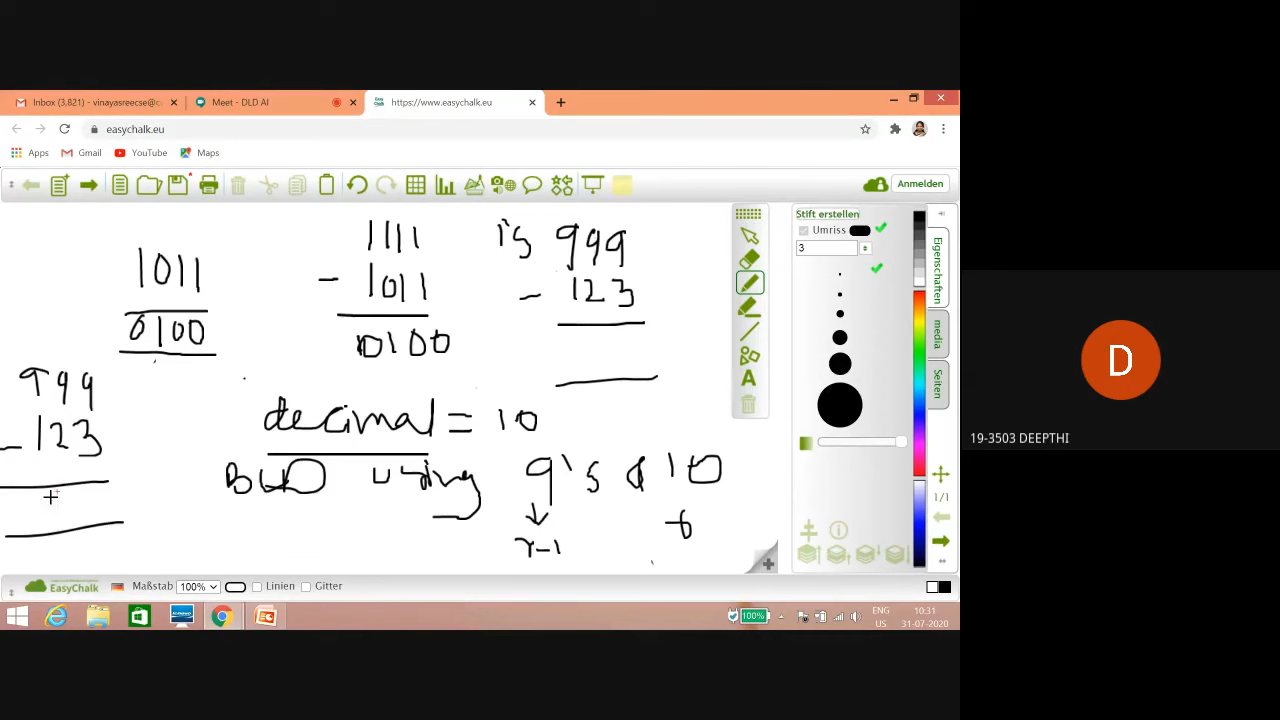 Inbox (3.821) - vinayasreecse@c
Meet - DLD AI
https://www.easychalk.eu
easychalk.eu
Apps
Gmail
YouTube
Maps
Anmelden
Stift erstellen
Umriss
3
Eigenschaften
media
Seiten
1/1
1011
0100
1111
- 1011
10100
is 999
- 123
999
- 123
decimal = 10
using 9's & 10
r-1
EasyChalk
Maßstab 100%
Linien
Gitter
100%
ENG
US
10:31
31-07-2020
D
19-3503 DEEPTHI